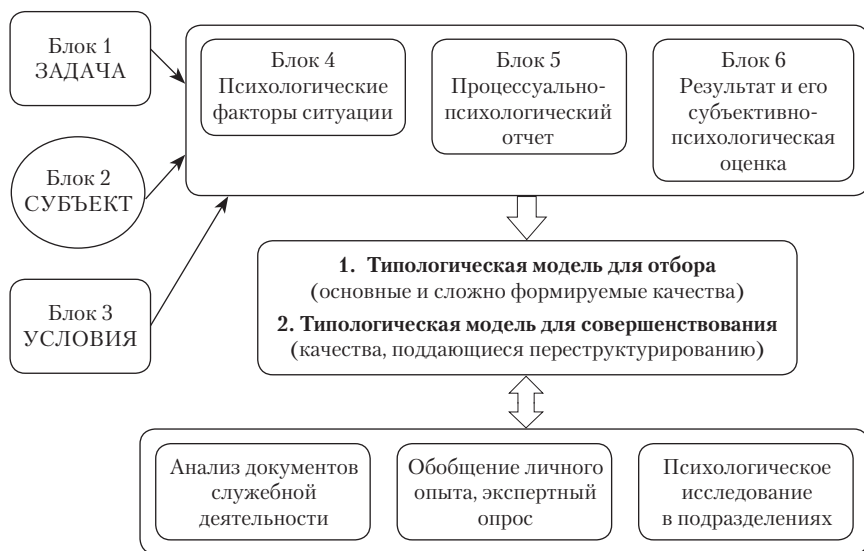 Блок 1
ЗАДАЧА
Блок 2
СУБЪЕКТ
Блок 3
УСЛОВИЯ
Блок 4
Психологические
факторы ситуации
Блок 5
Процессуально-
психологический
отчет
Блок 6
Результат и его
субъективно-
психологическая
оценка
1. Типологическая модель для отбора
(основные и сложно формируемые качества)
2. Типологическая модель для совершенствования
(качества, поддающиеся переструктурированию)
Анализ документов
служебной
деятельности
Обобщение личного
опыта, экспертный
опрос
Психологическое
исследование
в подразделениях